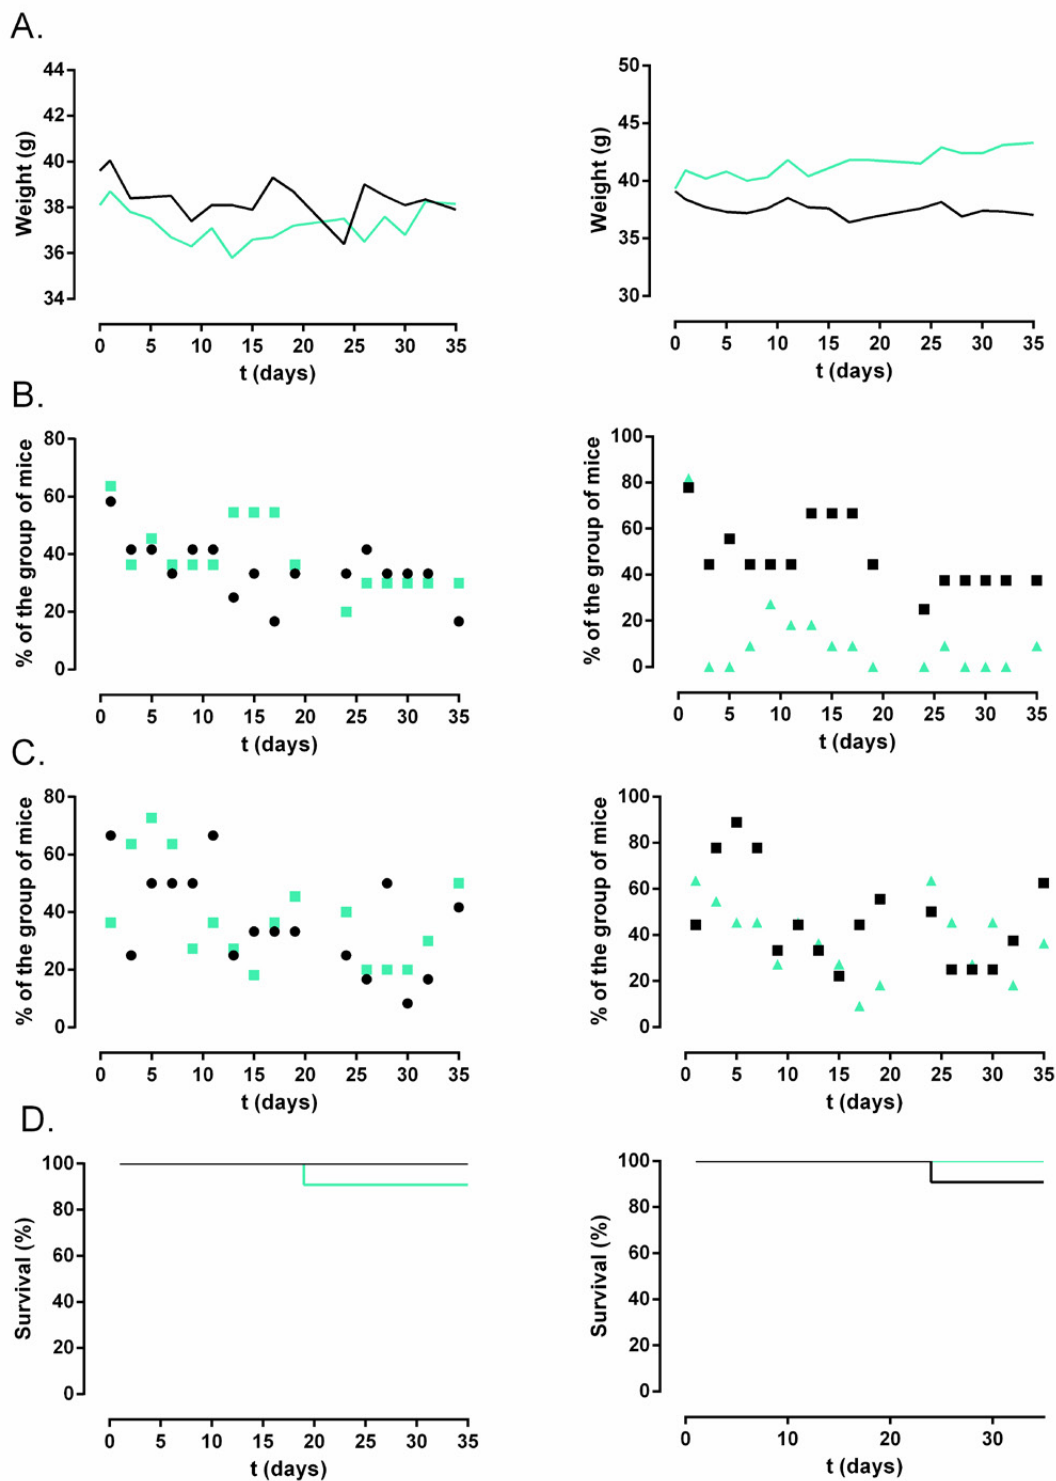 A.
Weight (g)
44
42
40
38
36
34
0 5 10 15 20 25 30 35
t (days)
Weight (g)
50
45
40
35
30
0 5 10 15 20 25 30 35
t (days)
B.
% of the group of mice
80
60
40
20
0
0 5 10 15 20 25 30 35
t (days)
% of the group of mice
100
80
60
40
20
0
0 5 10 15 20 25 30 35
t (days)
C.
% of the group of mice
80
60
40
20
0
0 5 10 15 20 25 30 35
t (days)
% of the group of mice
100
80
60
40
20
0
0 5 10 15 20 25 30 35
t (days)
D.
Survival (%)
100
80
60
40
20
0
0 5 10 15 20 25 30 35
t (days)
Survival (%)
100
80
60
40
20
0
0 10 20 30
t (days)